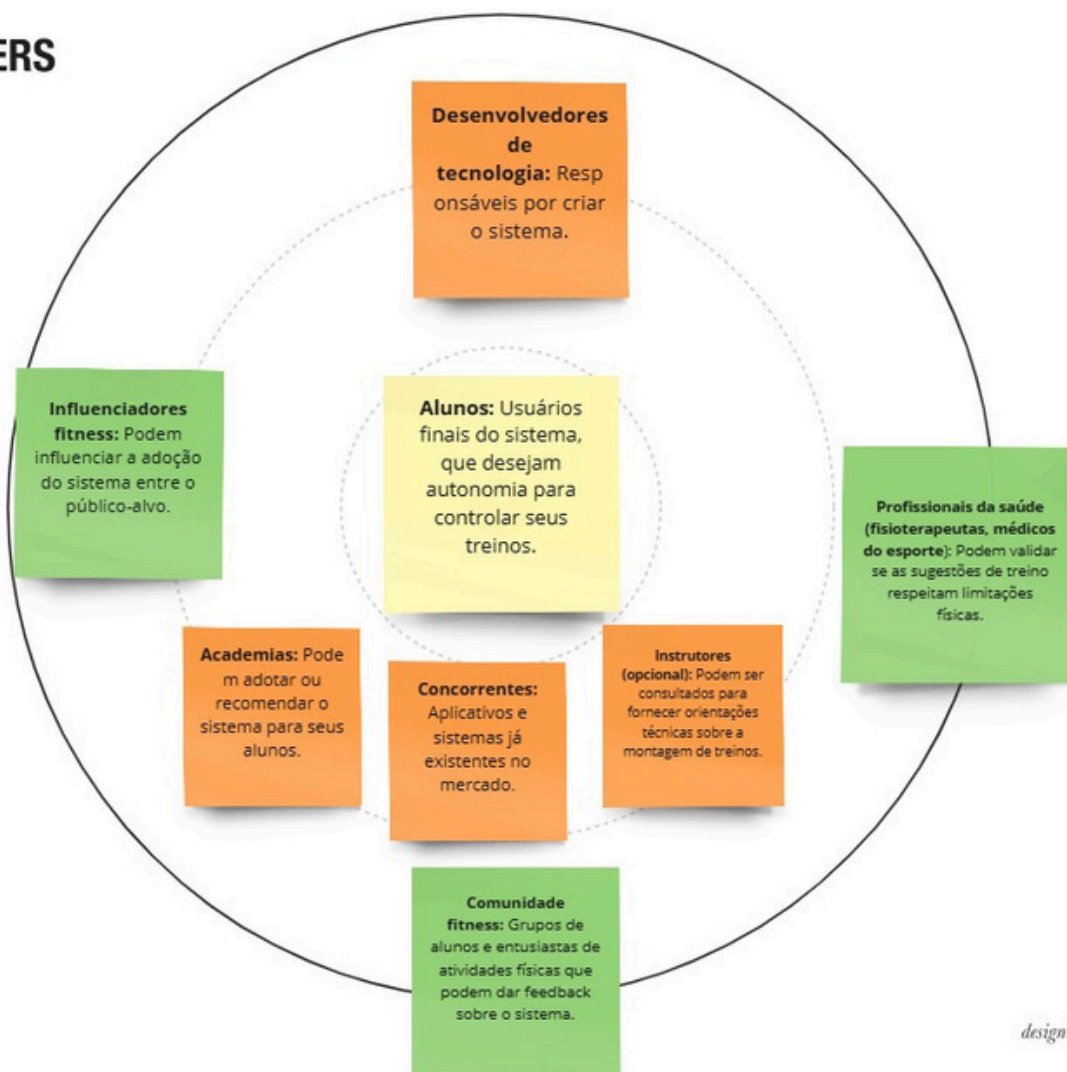 ERS
Desenvolvedores
de
tecnologia: Resp
onsáveis por criar
o sistema.
Influenciadores
fitness: Podem
influenciar a adoção
do sistema entre o
público-alvo.
Alunos: Usuários
finais do sistema,
que desejam
autonomia para
controlar seus
treinos.
Profissionais da saúde
(fisioterapeutas, médicos
do esporte): Podem validar
se as sugestões de treino
respeitam limitações
físicas.
Academias: Pode
m adotar ou
recomendar o
sistema para seus
alunos.
Concorrentes:
Aplicativos e
sistemas já
existentes no
mercado.
Instrutores
(opcional): Podem ser
consultados para
fornecer orientações
técnicas sobre a
montagem de treinos.
Comunidade
fitness: Grupos de
alunos e entusiastas de
atividades físicas que
podem dar feedback
sobre o sistema.
design